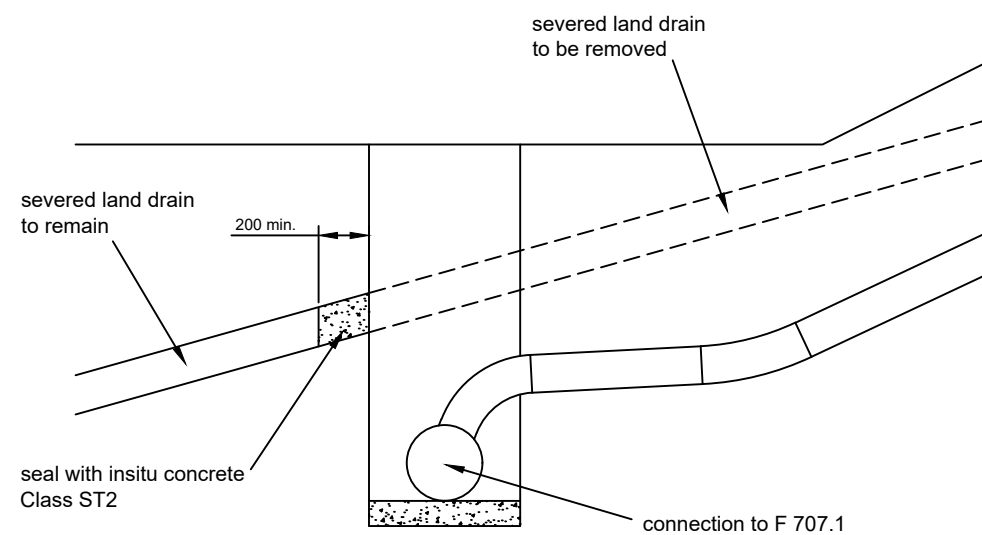 severed land drain
to be removed
severed land drain
to remain
200 min.
seal with insitu concrete
Class ST2
connection to F 707.1